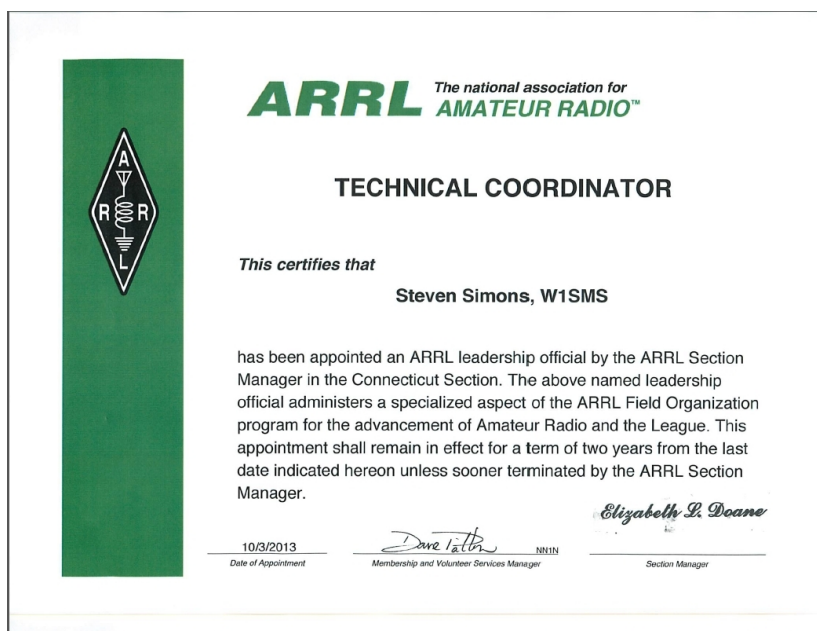 ARRL The national association for
AMATEUR RADIO™
A
R R
L
TECHNICAL COORDINATOR
This certifies that
Steven Simons, W1SMS
has been appointed an ARRL leadership official by the ARRL Section
Manager in the Connecticut Section. The above named leadership
official administers a specialized aspect of the ARRL Field Organization
program for the advancement of Amateur Radio and the League. This
appointment shall remain in effect for a term of two years from the last
date indicated hereon unless sooner terminated by the ARRL Section
Manager.
Elizabeth L. Doane
10/3/2013 Dave Patton NN1N
Date of Appointment Membership and Volunteer Services Manager Section Manager